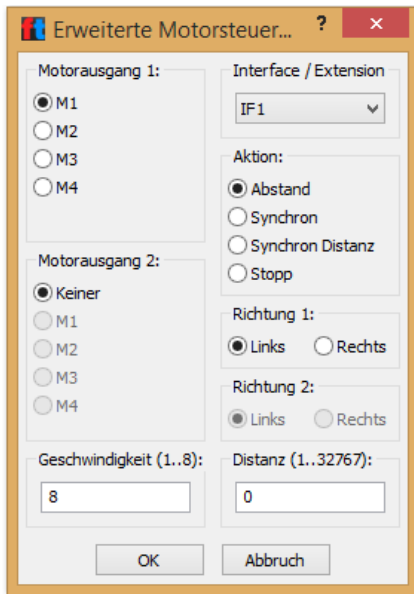 ft Erweiterte Motorsteuer... ? ×
Motorausgang 1:
M1
M2
M3
M4
Motorausgang 2:
Keiner
M1
M2
M3
M4
Geschwindigkeit (1..8):
8
Interface / Extension
IF1
Aktion:
Abstand
Synchron
Synchron Distanz
Stopp
Richtung 1:
Links Rechts
Richtung 2:
Links Rechts
Distanz (1..32767):
0
OK Abbruch